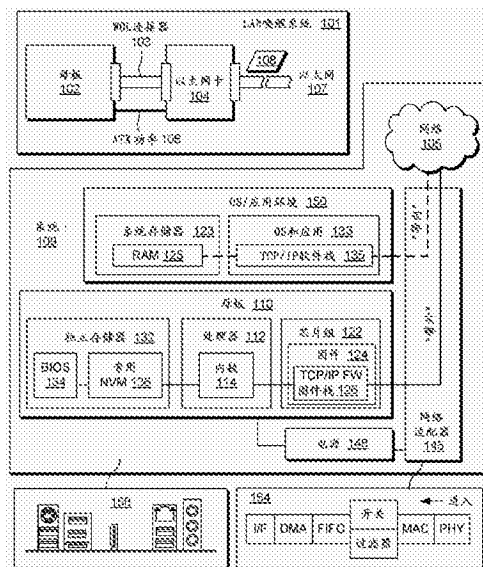 LAN唤醒系统 101
WOL连接器
103
母板
102
以太网卡
104
108
以太网
107
ATX功率 106
网络
105
OS/应用环境 150
系统
100
系统存储器 123
RAM 125
OS和应用 133
TCP/IP软件栈 135
"带内"
"带外"
母板 110
独立存储器 132
BIOS
134
专用
NVM 136
处理器 112
内核
114
芯片组 122
固件 124
TCP/IP FW
固件栈 126
电源 148
网络
适配器
145
154
进入
I/F
DMA
FIFO
开关
过滤器
MAC
PHY